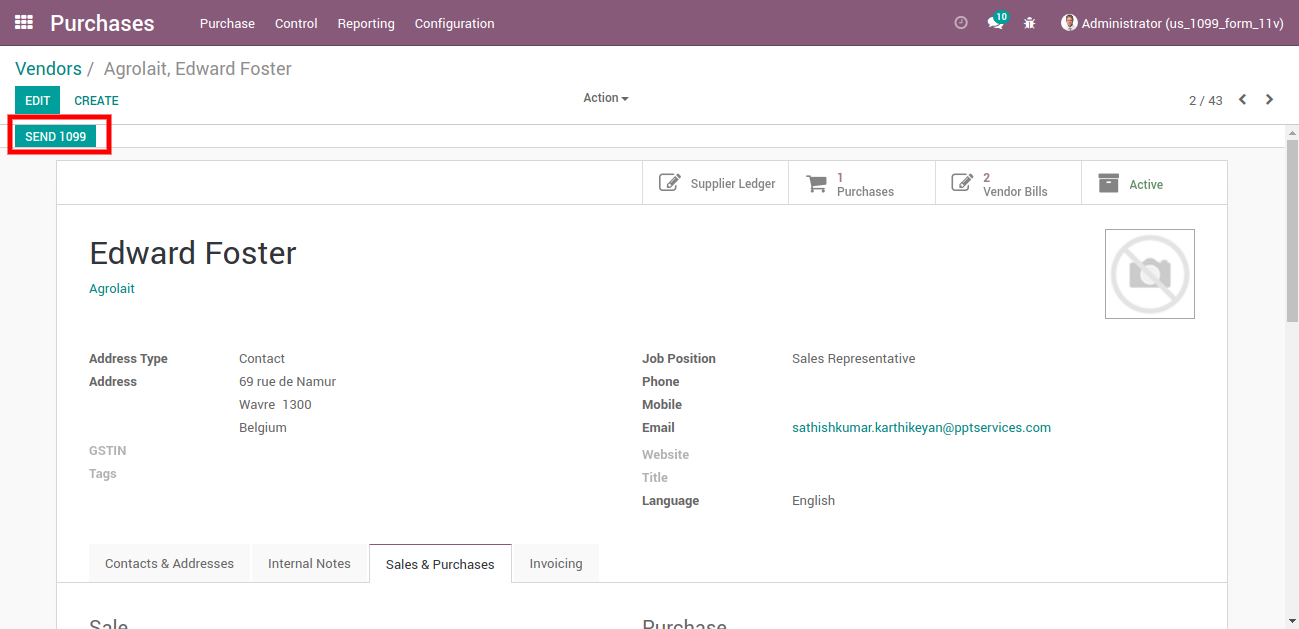 Purchases Purchase Control Reporting Configuration 10 Administrator (us_1099_form_11v)
Vendors / Agrolait, Edward Foster
EDIT CREATE Action 2 / 43
SEND 1099
Supplier Ledger 1 Purchases 2 Vendor Bills Active
Edward Foster
Agrolait
Address Type Contact Job Position Sales Representative
Address 69 rue de Namur Phone
Wavre 1300 Mobile
Belgium Email sathishkumar.karthikeyan@pptservices.com
GSTIN Website
Tags Title
Language English
Contacts & Addresses Internal Notes Sales & Purchases Invoicing
Sale Purchase